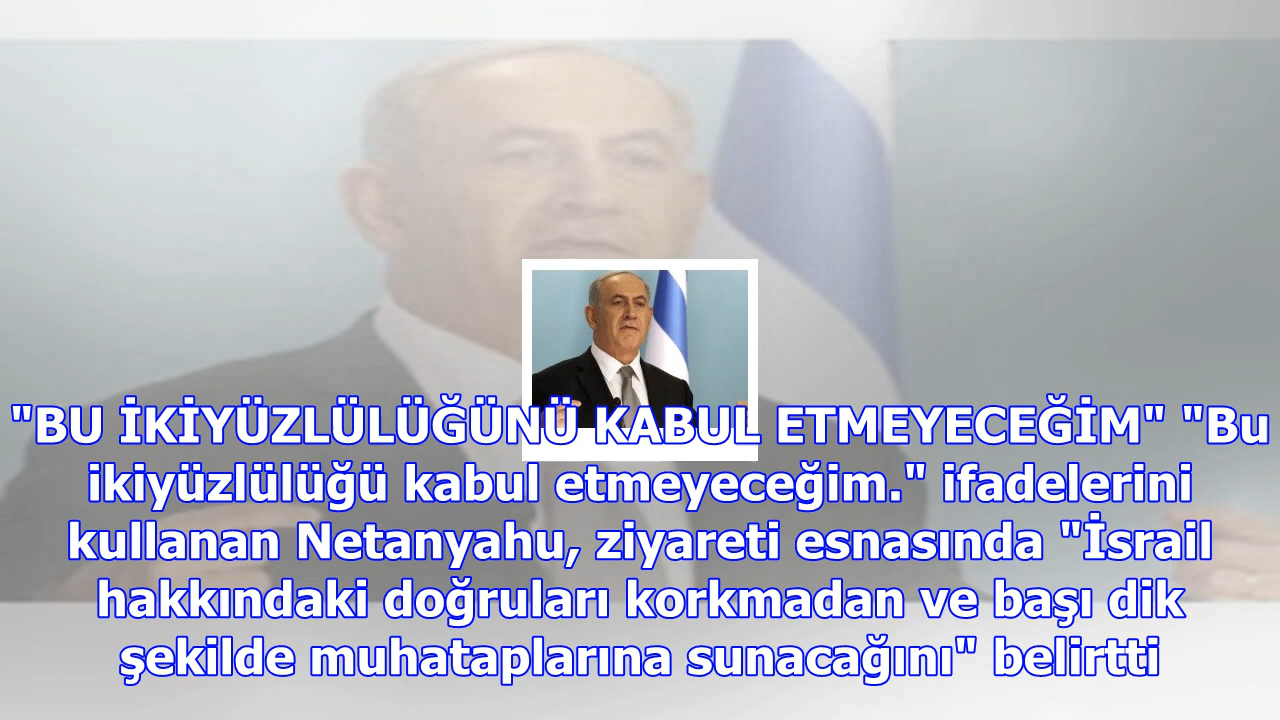 "BU İKİYÜZLÜLÜĞÜNÜ KABUL ETMEYECEĞİM" "Bu
ikiyüzlülüğü kabul etmeyeceğim." ifadelerini
kullanan Netanyahu, ziyareti esnasında "İsrail
hakkındaki doğruları korkmadan ve başı dik
şekilde muhataplarına sunacağını" belirtti